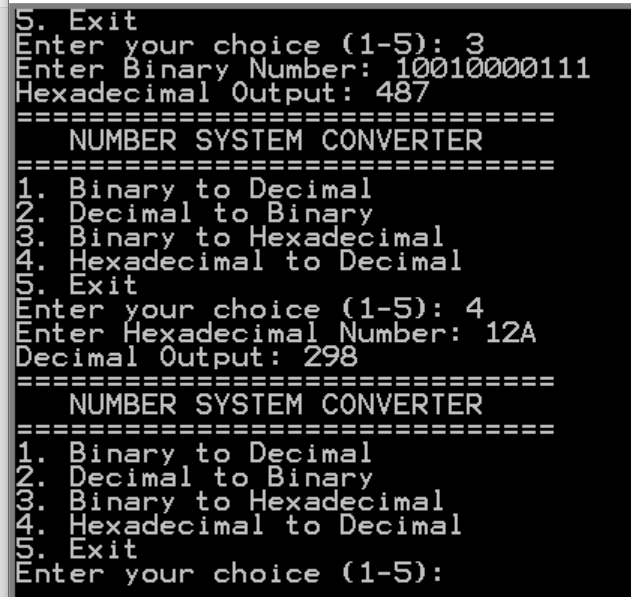 5. Exit
Enter your choice (1-5): 3
Enter Binary Number: 10010000111
Hexadecimal Output: 487
==============================
   NUMBER SYSTEM CONVERTER
==============================
1. Binary to Decimal
2. Decimal to Binary
3. Binary to Hexadecimal
4. Hexadecimal to Decimal
5. Exit
Enter your choice (1-5): 4
Enter Hexadecimal Number: 12A
Decimal Output: 298
==============================
   NUMBER SYSTEM CONVERTER
==============================
1. Binary to Decimal
2. Decimal to Binary
3. Binary to Hexadecimal
4. Hexadecimal to Decimal
5. Exit
Enter your choice (1-5):